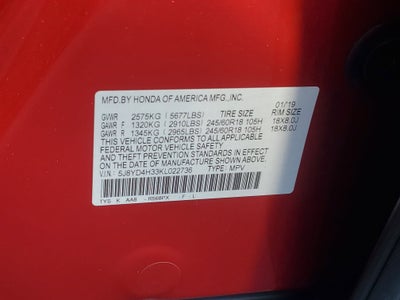 MFD.BY HONDA OF AMERICA MFG.,INC. 01/19
GVWR 2575KG (5677LBS) TIRE SIZE RIM SIZE
GAWR F 1320KG (2910LBS) 245/60R18 105H 18X8.0J
GAWR R 1345KG (2965LBS) 245/60R18 105H 18X8.0J
THIS VEHICLE CONFORMS TO ALL APPLICABLE
FEDERAL MOTOR VEHICLE SAFETY AND THEFT
PREVENTION STANDARDS IN EFFECT ON THE DATE
OF MANUFACTURE SHOWN ABOVE.
V.I.N: 5J8YD4H33KL022736 TYPE: MPV
TYS K AA8 R568PX F L